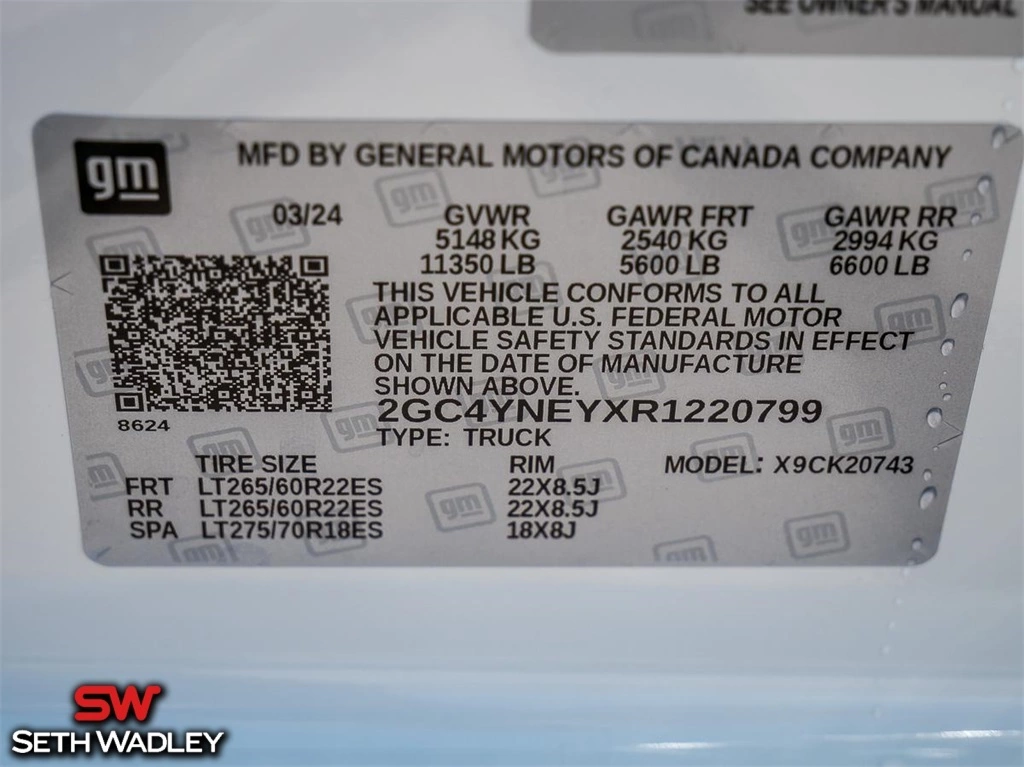 SEE OWNER'S MANUAL
gm
MFD BY GENERAL MOTORS OF CANADA COMPANY
03/24 GVWR GAWR FRT GAWR RR
5148 KG 2540 KG 2994 KG
11350 LB 5600 LB 6600 LB
THIS VEHICLE CONFORMS TO ALL
APPLICABLE U.S. FEDERAL MOTOR
VEHICLE SAFETY STANDARDS IN EFFECT
ON THE DATE OF MANUFACTURE
SHOWN ABOVE.
2GC4YNEYXR1220799
8624
TYPE: TRUCK
TIRE SIZE RIM MODEL: X9CK20743
FRT LT265/60R22ES 22X8.5J
RR LT265/60R22ES 22X8.5J
SPA LT275/70R18ES 18X8J
SW
SETH WADLEY